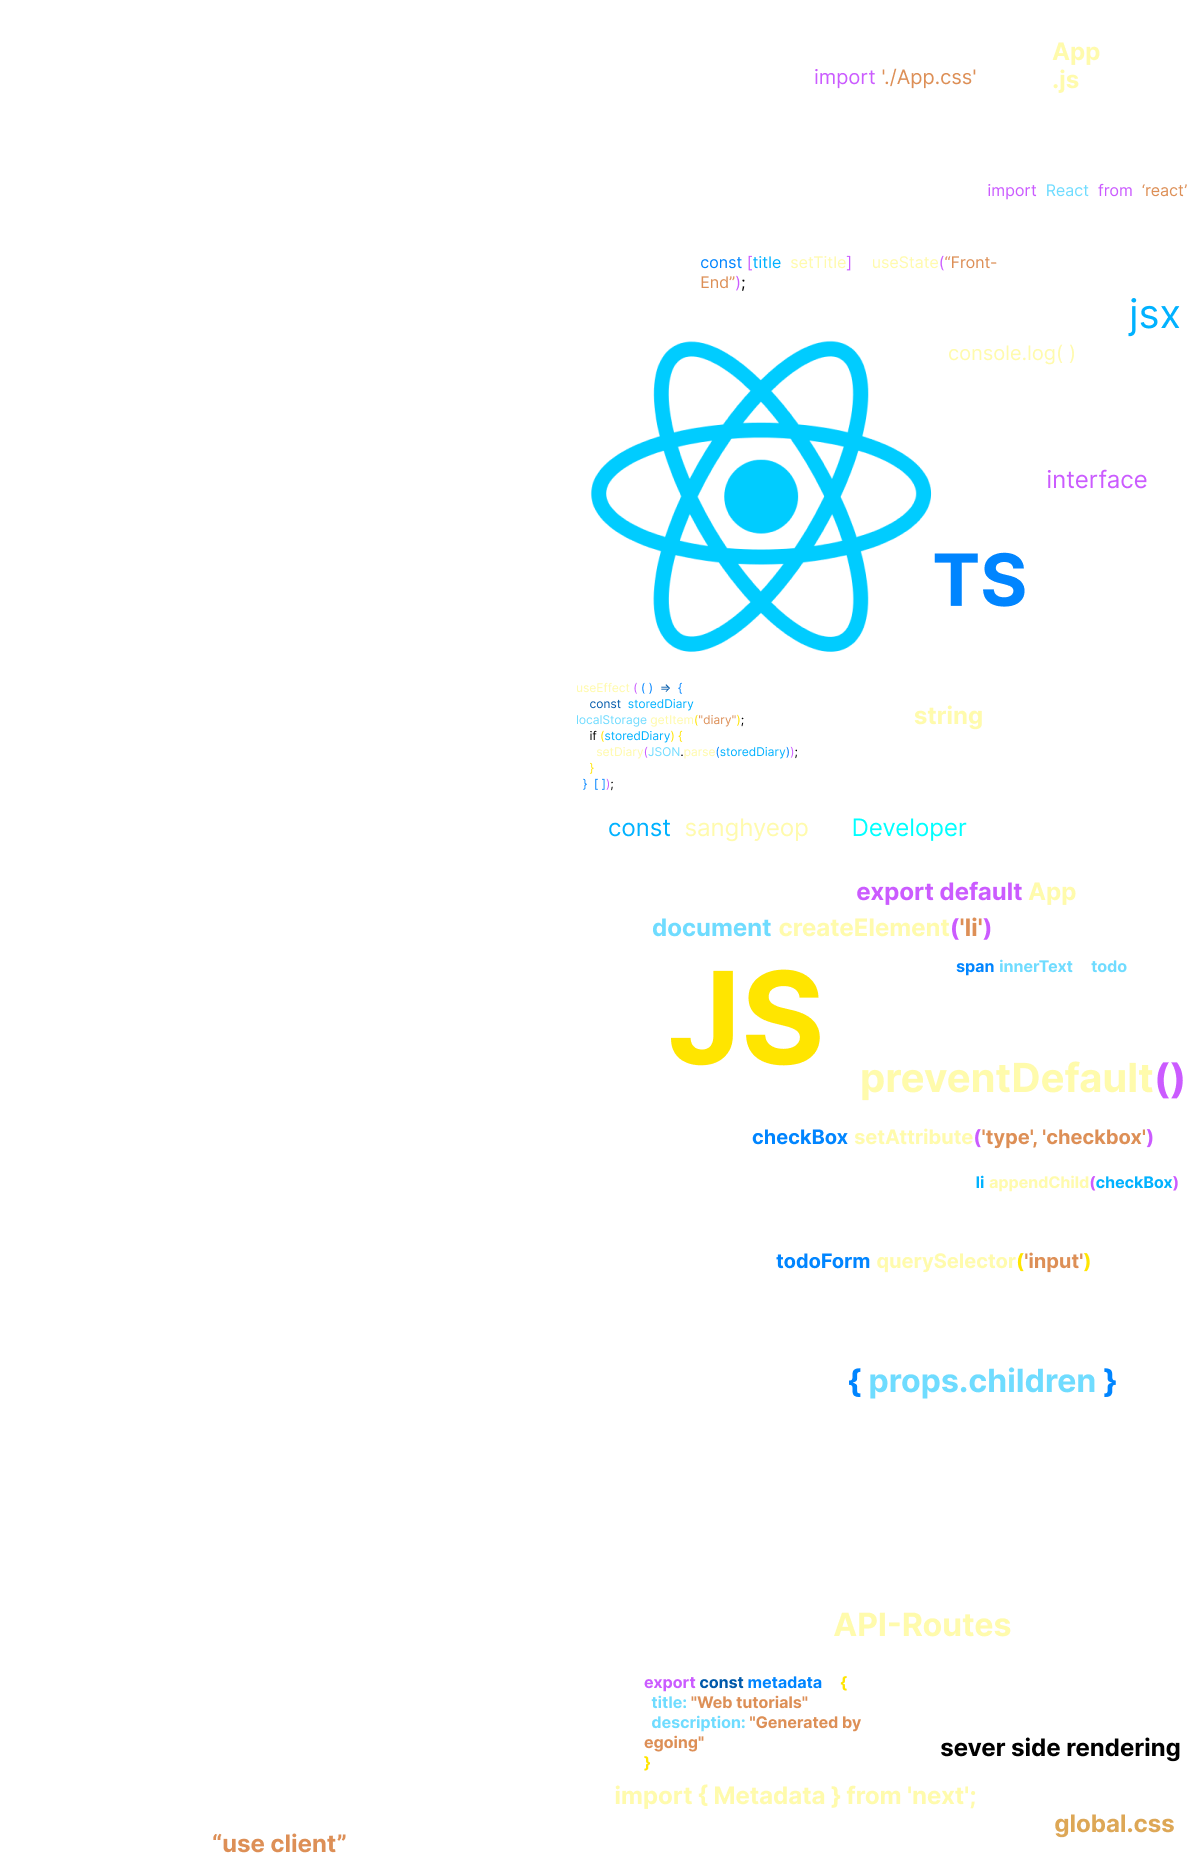 App
.js
import './App.css'
import React from ‘react‘
const [title setTitle] useState(“Front-
End”);
jsx
console.log( )
interface
TS
useEffect ( ( ) => {
const storedDiary
localStorage getItem("diary");
if (storedDiary) {
setDiary(JSON.parse(storedDiary));
}
} [ ]);
string
const sanghyeop Developer
export default App
document createElement('li')
span innerText todo
JS
preventDefault()
checkBox setAttribute('type', 'checkbox')
li appendChild(checkBox)
todoForm querySelector('input')
{ props.children }
API-Routes
export const metadata {
title: "Web tutorials"
description: "Generated by
egoing"
}
sever side rendering
import { Metadata } from 'next';
global.css
“use client”